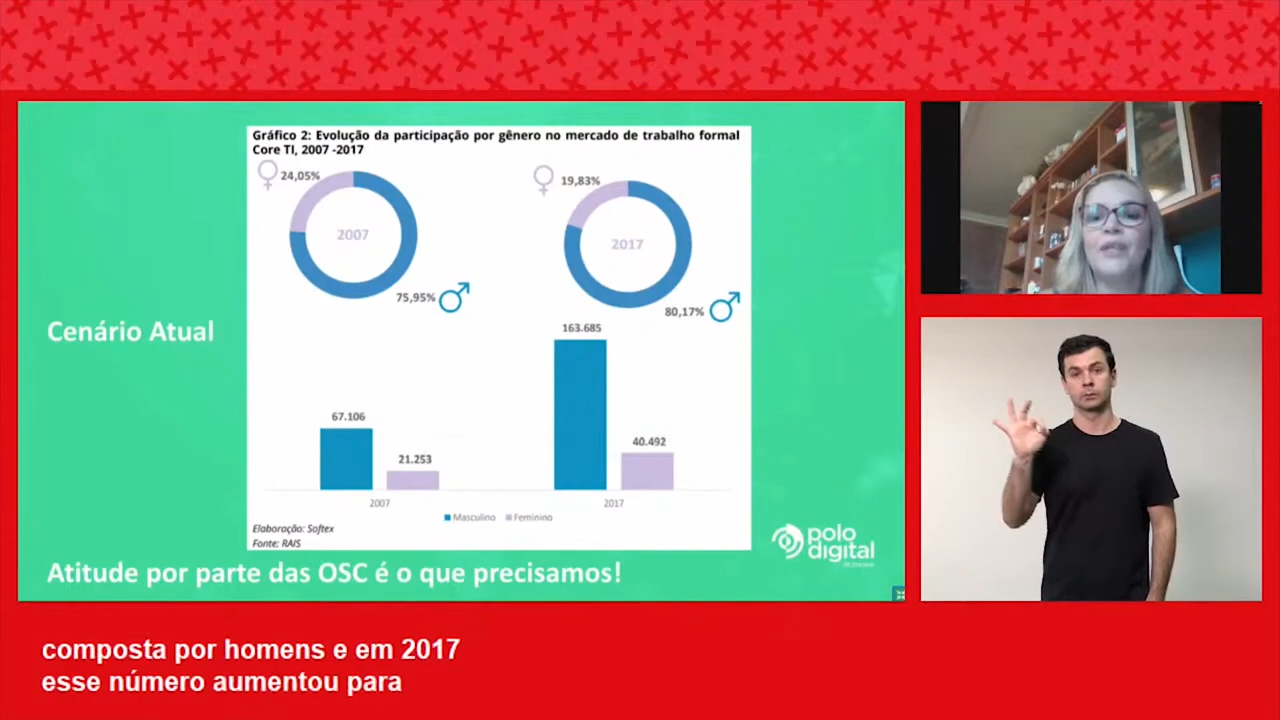 Gráfico 2: Evolução da participação por gênero no mercado de trabalho formal
Core TI, 2007 -2017
24,05%
2007
75,95%
19,83%
2017
80,17%
67.106
21.253
2007
163.685
40.492
2017
Masculino Feminino
Elaboração: Softex
Fonte: RAIS
Cenário Atual
Atitude por parte das OSC é o que precisamos!
polo
digital
composta por homens e em 2017
esse número aumentou para